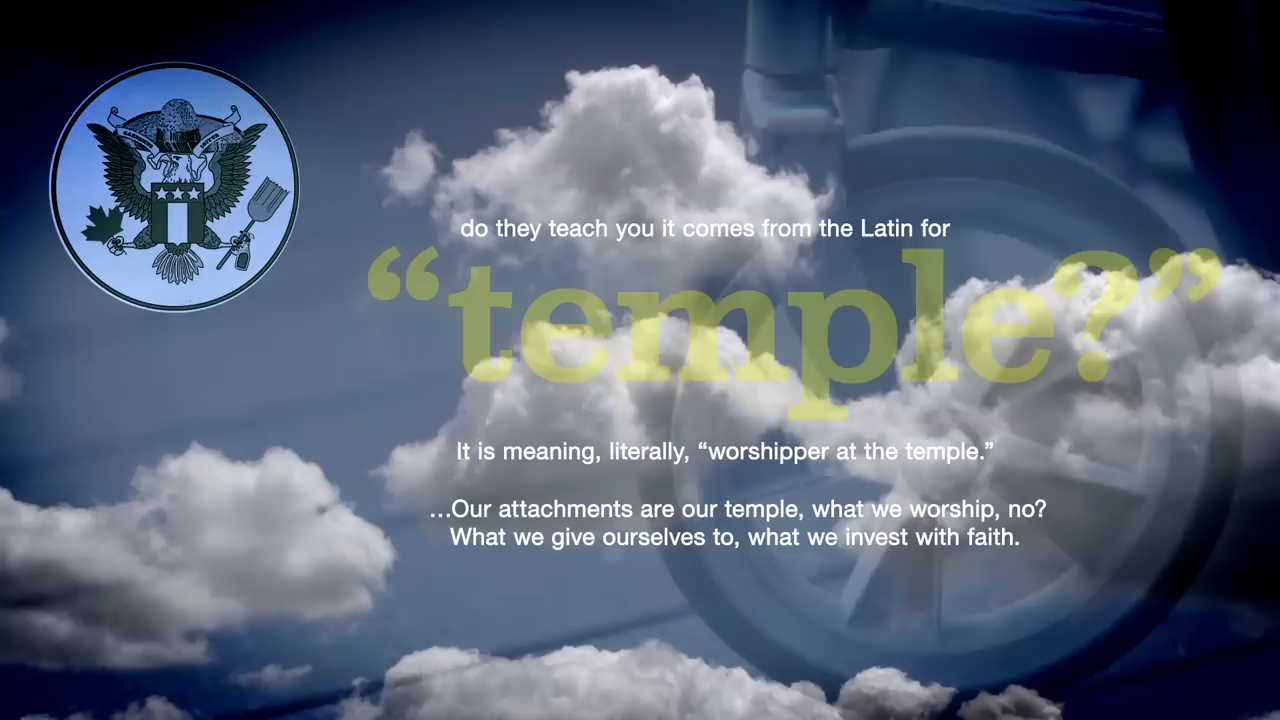 do they teach you it comes from the Latin for
“temple?”
It is meaning, literally, “worshipper at the temple.”
…Our attachments are our temple, what we worship, no?
What we give ourselves to, what we invest with faith.